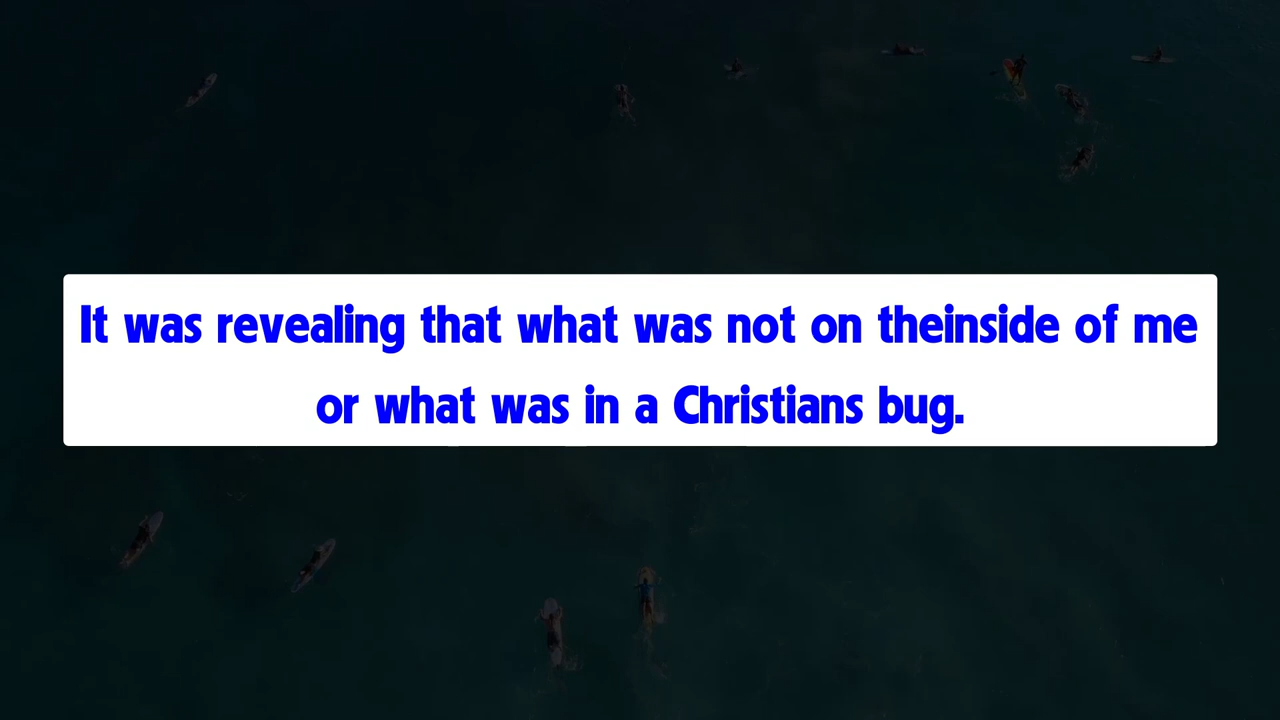 It was revealing that what was not on theinside of me
or what was in a Christians bug.